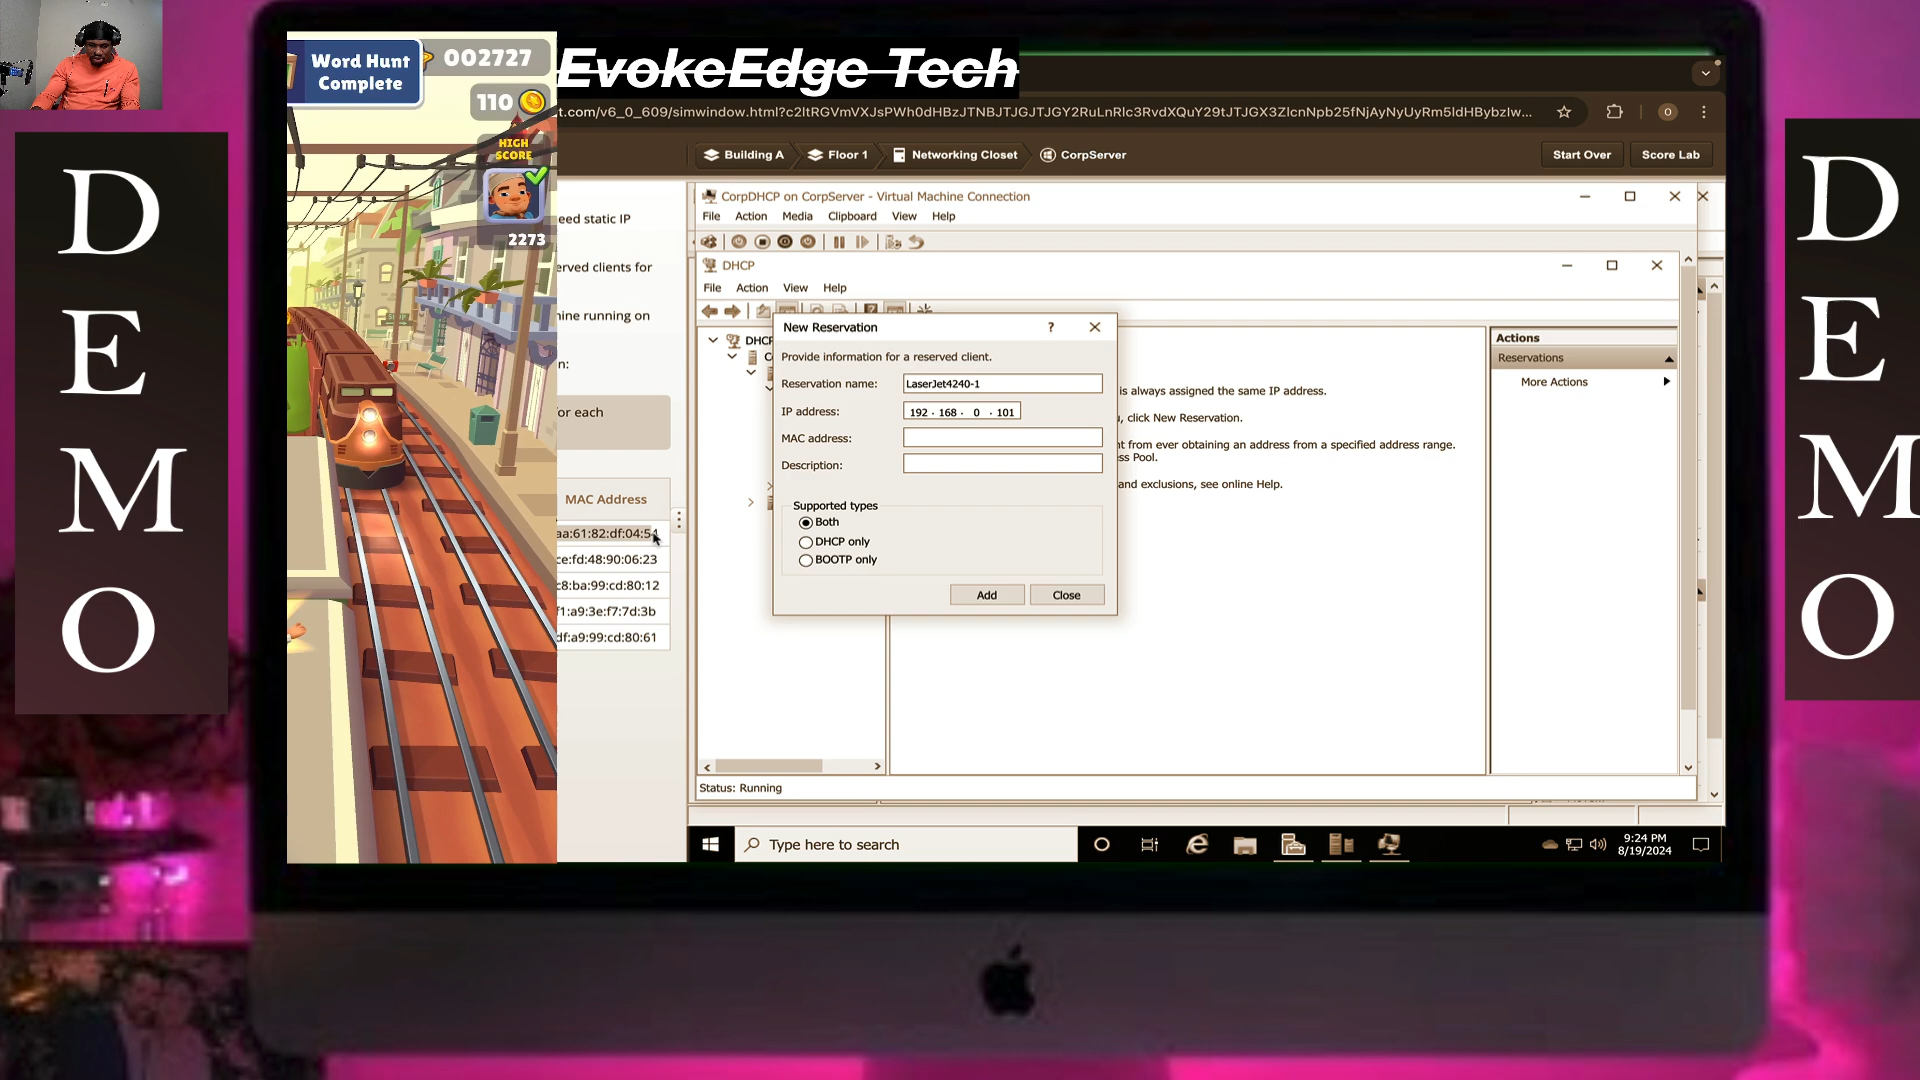 Word Hunt
Complete
002727
110
HIGH
SCORE
2273
EvokeEdge Tech
D
E
M
O
D
E
M
O
t.com/v6_0_609/simwindow.html?c2ltRGVmVXJsPWh0dHBzJTNBJTJGJTJGY2RuLnRlc3RvdXQuY29tJTJGX3ZlcnNpb25fNjAyNyUyRm5ldHBybzIw...
Building A
Floor 1
Networking Closet
CorpServer
Start Over
Score Lab
eed static IP
erved clients for
nine running on
n:
for each
MAC Address
aa:61:82:df:04:54
ce:fd:48:90:06:23
c8:ba:99:cd:80:12
f1:a9:3e:f7:7d:3b
df:a9:99:cd:80:61
CorpDHCP on CorpServer - Virtual Machine Connection
File Action Media Clipboard View Help
DHCP
File Action View Help
DHCP
New Reservation ?
Provide information for a reserved client.
Reservation name: LaserJet4240-1
IP address: 192 . 168 . 0 . 101
MAC address:
Description:
Supported types
Both
DHCP only
BOOTP only
Add Close
is always assigned the same IP address.
, click New Reservation.
t from ever obtaining an address from a specified address range.
ss Pool.
and exclusions, see online Help.
Actions
Reservations
More Actions
Status: Running
Type here to search
9:24 PM
8/19/2024